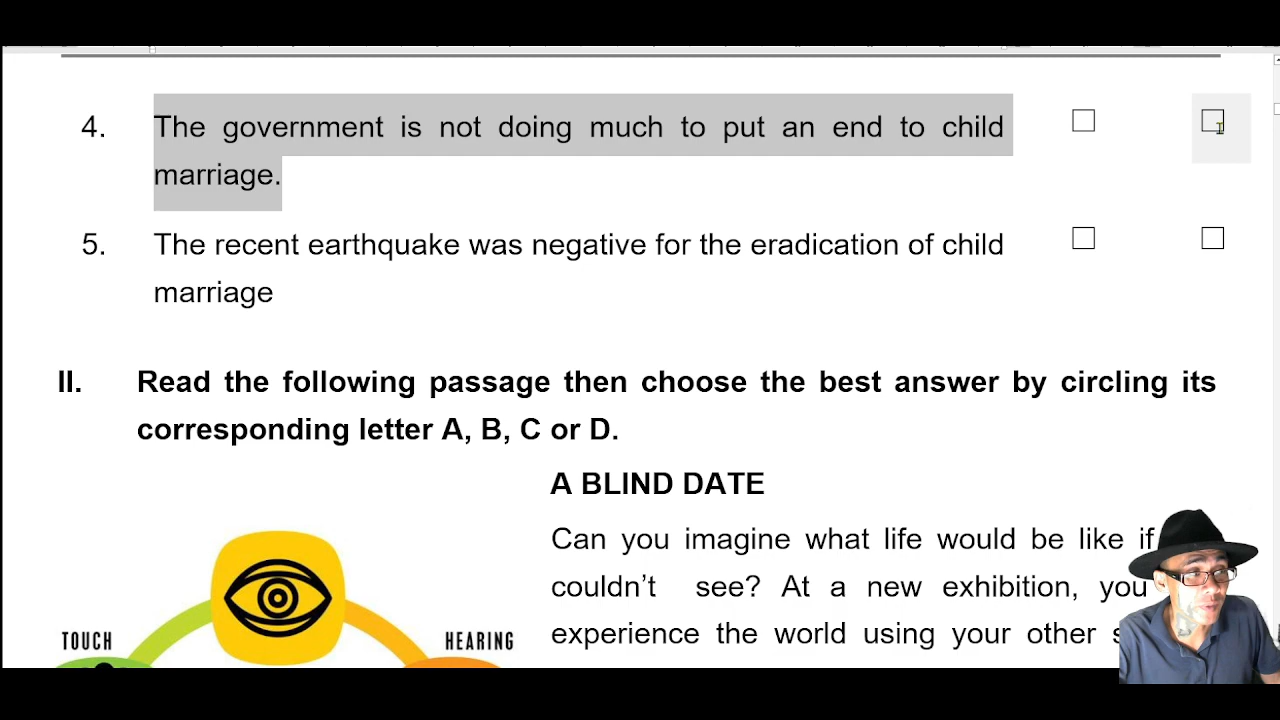 4. The government is not doing much to put an end to child
marriage.
5. The recent earthquake was negative for the eradication of child
marriage
II. Read the following passage then choose the best answer by circling its
corresponding letter A, B, C or D.
A BLIND DATE
Can you imagine what life would be like if
couldn't see? At a new exhibition, you
experience the world using your other
TOUCH
HEARING